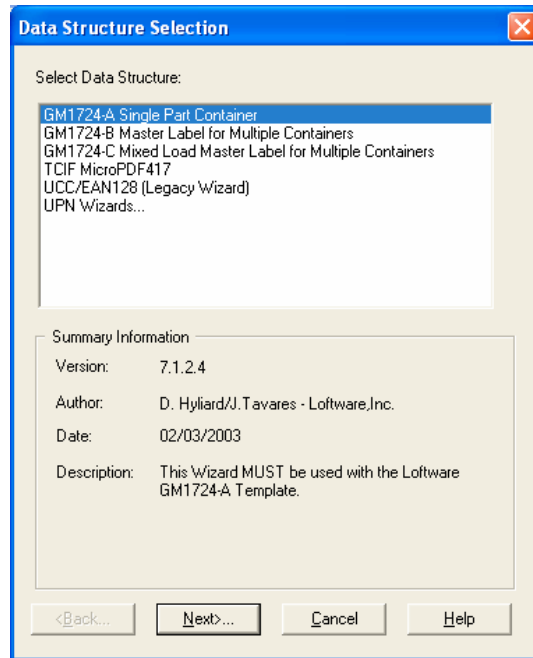 Data Structure Selection
Select Data Structure:
GM1724-A Single Part Container
GM1724-B Master Label for Multiple Containers
GM1724-C Mixed Load Master Label for Multiple Containers
TCIF MicroPDF417
UCC/EAN128 (Legacy Wizard)
UPN Wizards...
Summary Information
Version: 7.1.2.4
Author: D. Hyliard/J.Tavares - Loftware,Inc.
Date: 02/03/2003
Description: This Wizard MUST be used with the Loftware
GM1724-A Template.
<Back... Next>... Cancel Help